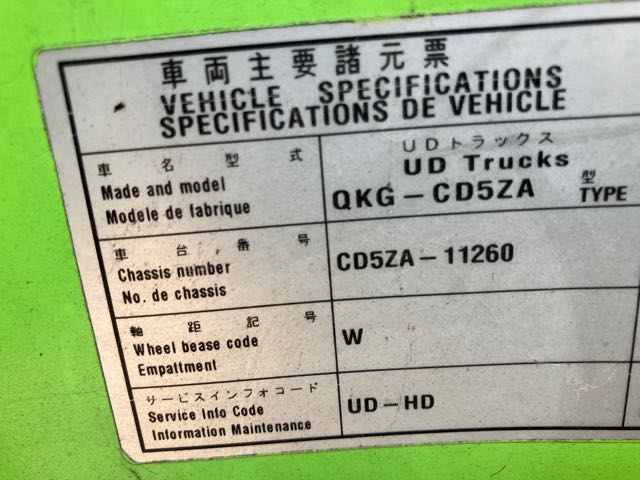 車両主要諸元票
VEHICLE SPECIFICATIONS
SPECIFICATIONS DE VEHICLE
車名型式
Made and model
Modele de fabrique
UDトラックス
UD Trucks
QKG-CD5ZA
型
TYPE
車台番号
Chassis number
No. de chassis
CD5ZA-11260
軸距記号
Wheel bease code
Empattment
W
サービスインフォコード
Service Info Code
Information Maintenance
UD-HD